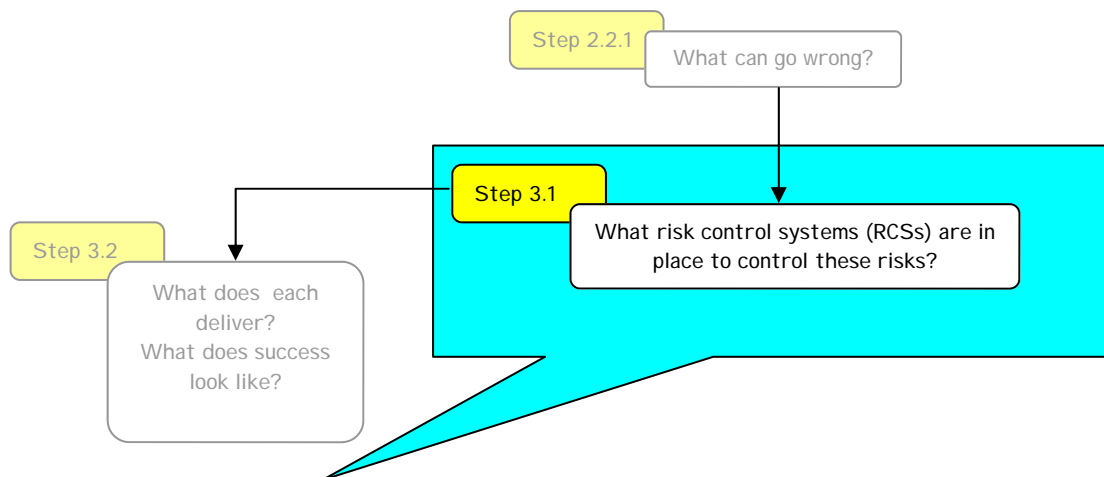 Step 2.2.1
What can go wrong?
Step 3.1
What risk control systems (RCSs) are in
place to control these risks?
Step 3.2
What does each
deliver?
What does success
look like?